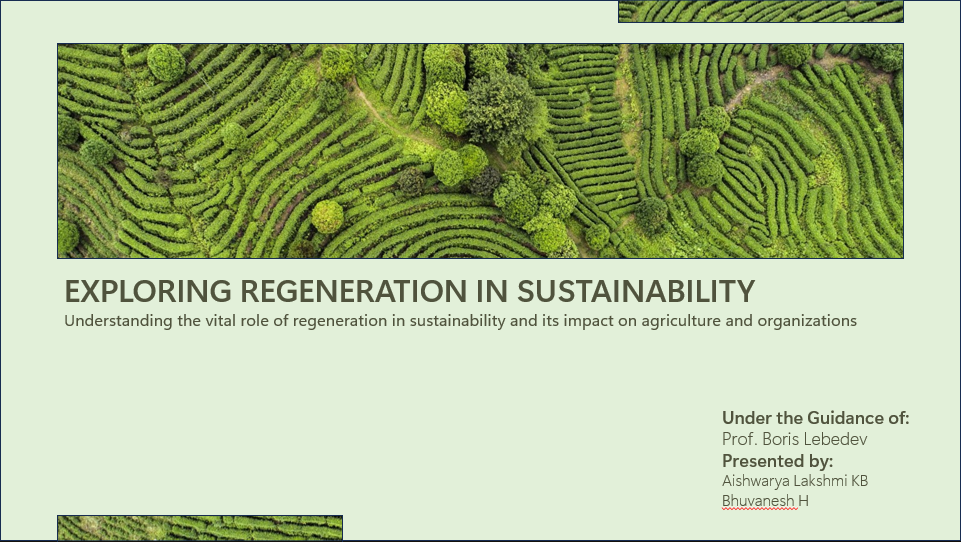 EXPLORING REGENERATION IN SUSTAINABILITY
Understanding the vital role of regeneration in sustainability and its impact on agriculture and organizations
Under the Guidance of:
Prof. Boris Lebedev
Presented by:
Aishwarya Lakshmi KB
Bhuvanesh H